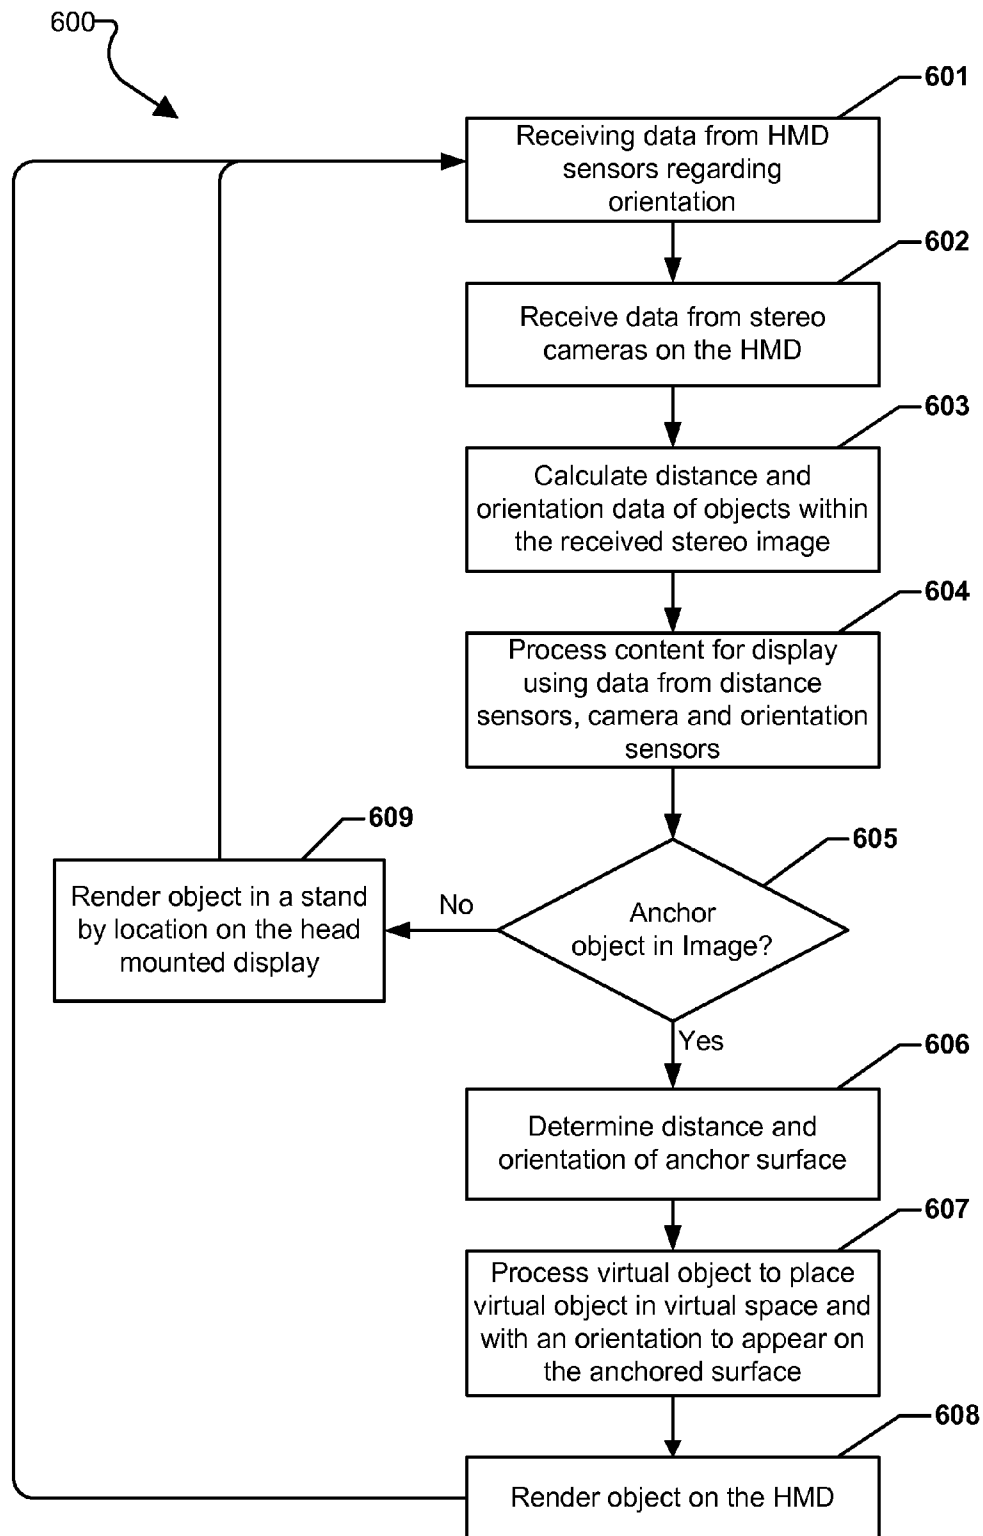 600
601
Receiving data from HMD
sensors regarding
orientation
602
Receive data from stereo
cameras on the HMD
603
Calculate distance and
orientation data of objects within
the received stereo image
604
Process content for display
using data from distance
sensors, camera and orientation
sensors
605
Anchor
object in Image?
No
609
Render object in a stand
by location on the head
mounted display
Yes
606
Determine distance and
orientation of anchor surface
607
Process virtual object to place
virtual object in virtual space and
with an orientation to appear on
the anchored surface
608
Render object on the HMD